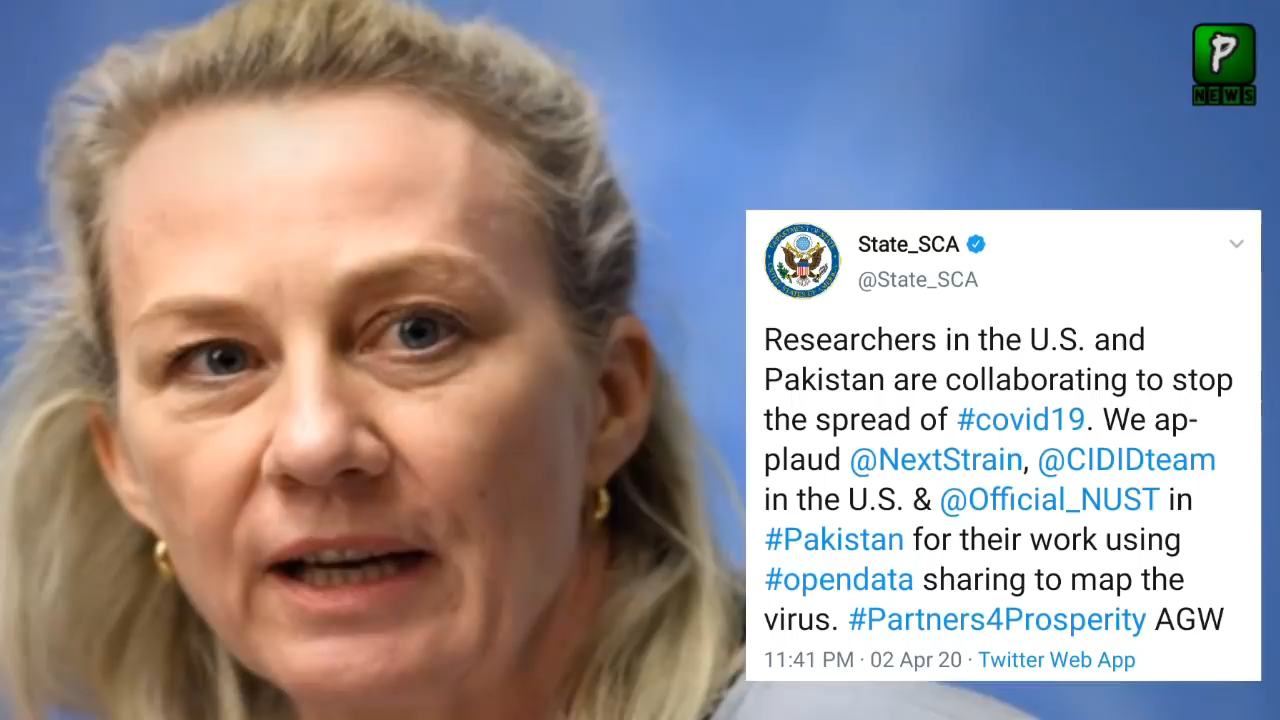 P
NEWS
State_SCA
@State_SCA
Researchers in the U.S. and
Pakistan are collaborating to stop
the spread of #covid19. We ap-
plaud @NextStrain, @CIDIDteam
in the U.S. & @Official_NUST in
#Pakistan for their work using
#opendata sharing to map the
virus. #Partners4Prosperity AGW
11:41 PM · 02 Apr 20 · Twitter Web App